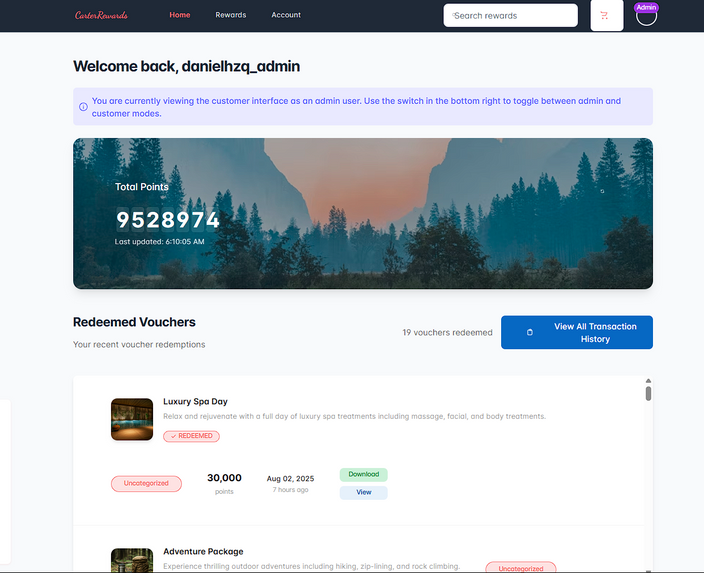 CarterRewards
Home
Rewards
Account
Search rewards
Admin
Welcome back, danielhzq_admin
You are currently viewing the customer interface as an admin user. Use the switch in the bottom right to toggle between admin and
customer modes.
Total Points
9528974
Last updated: 6:10:05 AM
Redeemed Vouchers
Your recent voucher redemptions
19 vouchers redeemed
View All Transaction
History
Luxury Spa Day
Relax and rejuvenate with a full day of luxury spa treatments including massage, facial, and body treatments.
✓ REDEEMED
Uncategorized
30,000
points
Aug 02, 2025
7 hours ago
Download
View
Adventure Package
Experience thrilling outdoor adventures including hiking, zip-lining, and rock climbing.
Uncategorized